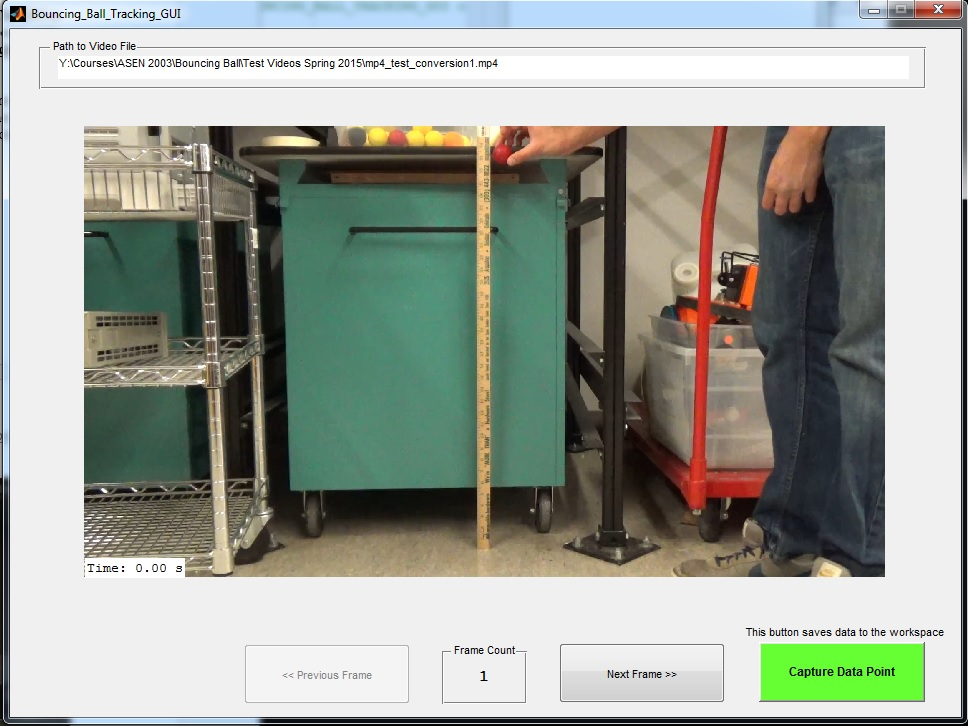 Bouncing_Ball_Tracking_GUI
Path to Video File
Y:\Courses\ASEN 2003\Bouncing Ball\Test Videos Spring 2015\mp4_test_conversion1.mp4
Time: 0.00 s
This button saves data to the workspace
<< Previous Frame
Frame Count
1
Next Frame >>
Capture Data Point